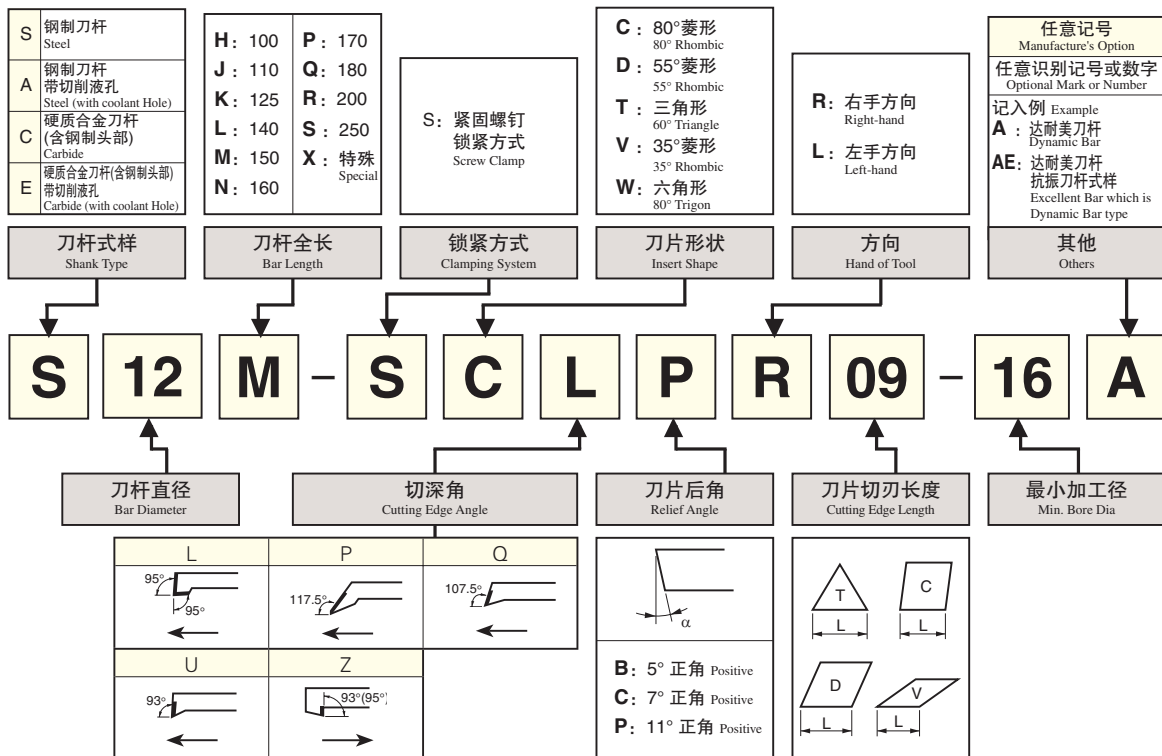 S 钢制刀杆
Steel
A 钢制刀杆
带切削液孔
Steel (with coolant Hole)
C 硬质合金刀杆
(含钢制头部)
Carbide
E 硬质合金刀杆(含钢制头部)
带切削液孔
Carbide (with coolant Hole)
刀杆式样
Shank Type
H：100 P：170
J：110 Q：180
K：125 R：200
L：140 S：250
M：150 X：特殊
Special
N：160
刀杆全长
Bar Length
S：紧固螺钉
锁紧方式
Screw Clamp
锁紧方式
Clamping System
C：80°菱形
80° Rhombic
D：55°菱形
55° Rhombic
T：三角形
60° Triangle
V：35°菱形
35° Rhombic
W：六角形
80° Trigon
刀片形状
Insert Shape
R：右手方向
Right-hand
L：左手方向
Left-hand
方向
Hand of Tool
任意记号
Manufacture's Option
任意识别记号或数字
Optional Mark or Number
记入例 Example
A：达耐美刀杆
Dynamic Bar
AE：达耐美刀杆
抗振刀杆式样
Excellent Bar which is
Dynamic Bar type
其他
Others
S 12 M – S C L P R 09 – 16 A
刀杆直径
Bar Diameter
切深角
Cutting Edge Angle
刀片后角
Relief Angle
刀片切刃长度
Cutting Edge Length
最小加工径
Min. Bore Dia
L P Q
95°
95°
117.5°
107.5°
U Z
93°
93°(95°)
α
B：5° 正角 Positive
C：7° 正角 Positive
P：11° 正角 Positive
T C
L L
D V
L L